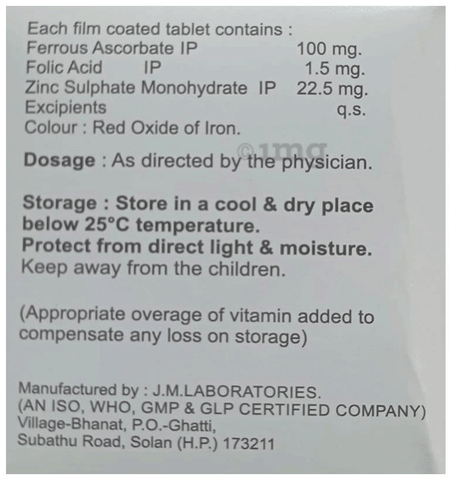 Each film coated tablet contains :
Ferrous Ascorbate IP 100 mg.
Folic Acid IP 1.5 mg.
Zinc Sulphate Monohydrate IP 22.5 mg.
Excipients q.s.
Colour : Red Oxide of Iron.
©1mg
Dosage : As directed by the physician.
Storage : Store in a cool & dry place
below 25°C temperature.
Protect from direct light & moisture.
Keep away from the children.
(Appropriate overage of vitamin added to
compensate any loss on storage)
Manufactured by : J.M.LABORATORIES.
(AN ISO, WHO, GMP & GLP CERTIFIED COMPANY)
Village-Bhanat, P.O.-Ghatti,
Subathu Road, Solan (H.P.) 173211